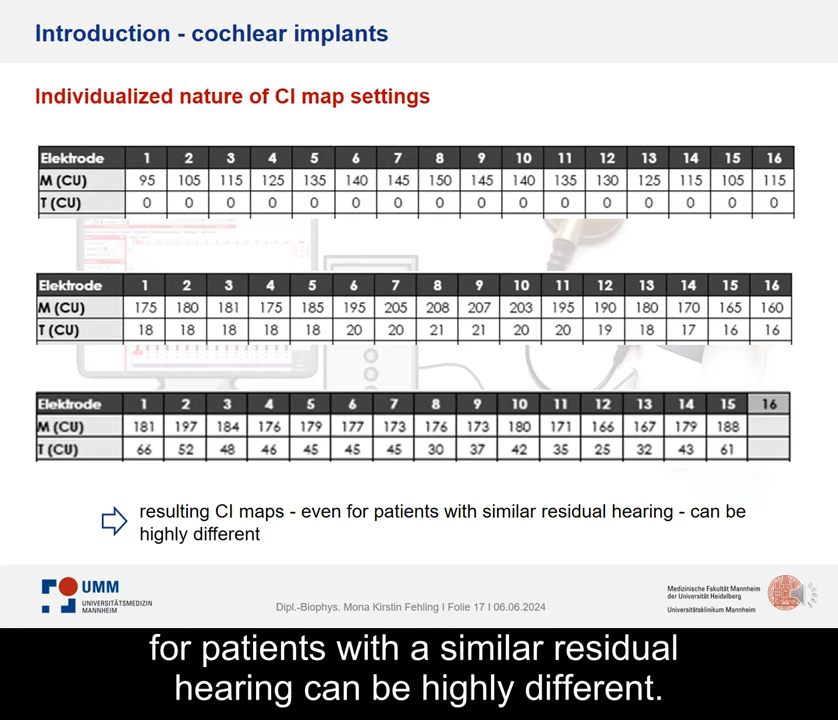 Introduction - cochlear implants
Individualized nature of CI map settings
Elektrode 1 2 3 4 5 6 7 8 9 10 11 12 13 14 15 16
M (CU) 95 105 115 125 135 140 145 150 145 140 135 130 125 115 105 115
T (CU) 0 0 0 0 0 0 0 0 0 0 0 0 0 0 0 0
Elektrode 1 2 3 4 5 6 7 8 9 10 11 12 13 14 15 16
M (CU) 175 180 181 175 185 195 205 208 207 203 195 190 180 170 165 160
T (CU) 18 18 18 18 18 20 20 21 21 20 20 19 18 17 16 16
Elektrode 1 2 3 4 5 6 7 8 9 10 11 12 13 14 15 16
M (CU) 181 197 184 176 179 177 173 176 173 180 171 166 167 179 188
T (CU) 66 52 48 46 45 45 45 30 37 42 35 25 32 43 61
resulting CI maps - even for patients with similar residual hearing - can be
highly different
UMM
UNIVERSITÄTSMEDIZIN
MANNHEIM
Dipl.-Biophys. Mona Kirstin Fehling I Folie 17 I 06.06.2024
Medizinische Fakultät Mannheim
der Universität Heidelberg
Universitätsklinikum Mannheim
for patients with a similar residual
hearing can be highly different.